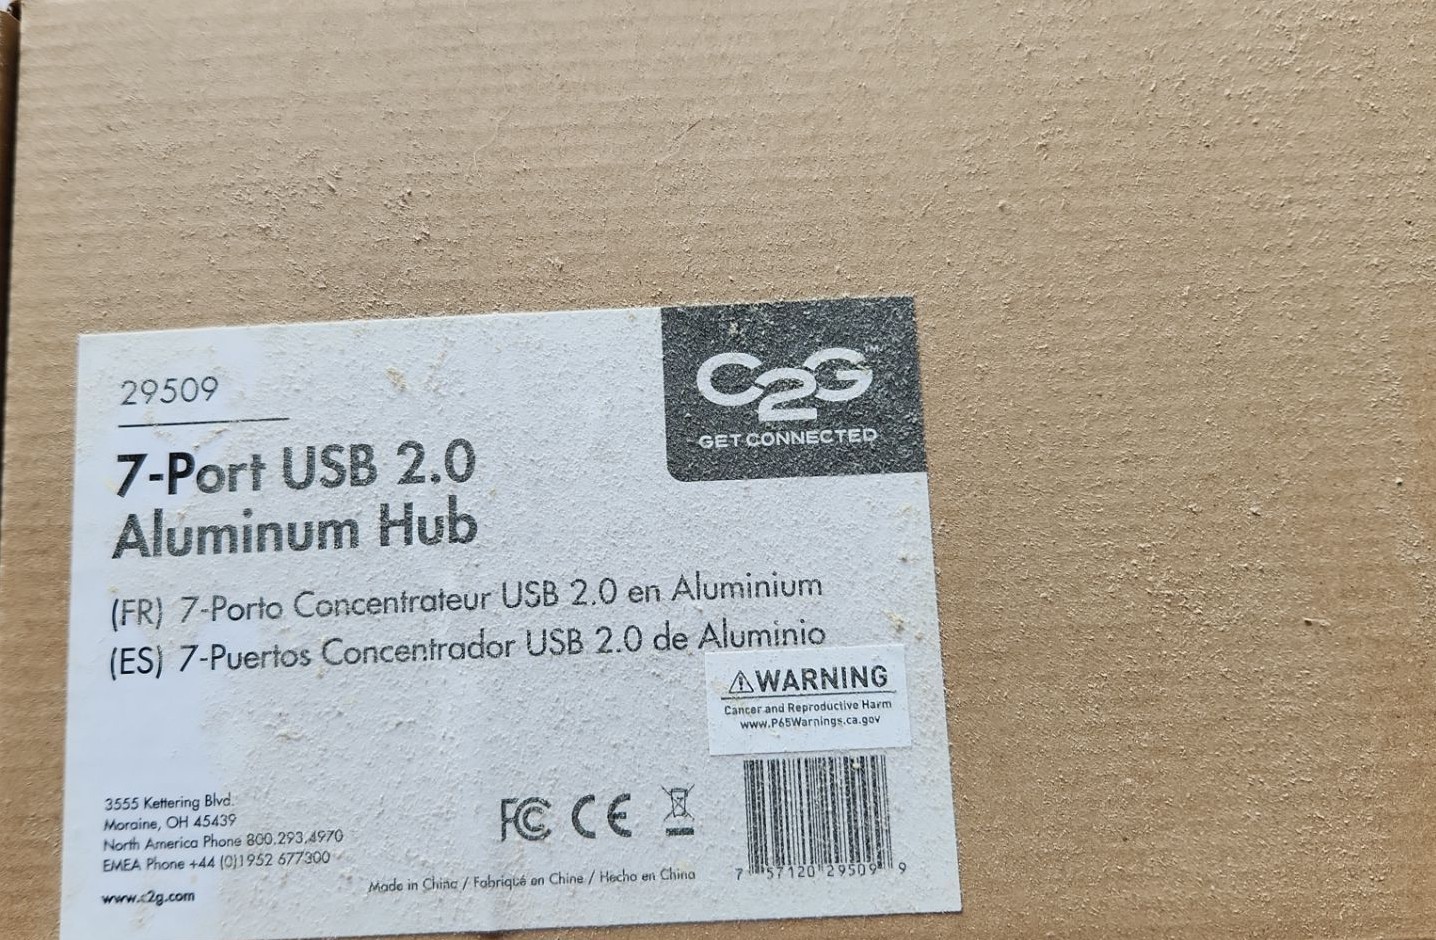 29509
7-Port USB 2.0
Aluminum Hub
(FR) 7-Porto Concentrateur USB 2.0 en Aluminium
(ES) 7-Puertos Concentrador USB 2.0 de Aluminio
C2G™
GET CONNECTED
⚠WARNING
Cancer and Reproductive Harm
www.P65Warnings.ca.gov
3555 Kettering Blvd.
Moraine, OH 45439
North America Phone 800.293.4970
EMEA Phone +44 (0)1952 677300
www.c2g.com
FC CE
Made in China / Fabriqué en Chine / Hecho en China
7 57120 29509 9